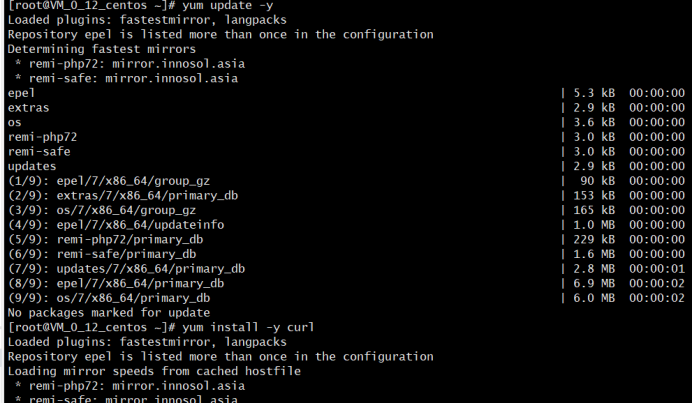 [root@VM_0_12_centos ~]# yum update -y
Loaded plugins: fastestmirror, langpacks
Repository epel is listed more than once in the configuration
Determining fastest mirrors
 * remi-php72: mirror.innosol.asia
 * remi-safe: mirror.innosol.asia
epel | 5.3 kB 00:00:00
extras | 2.9 kB 00:00:00
os | 3.6 kB 00:00:00
remi-php72 | 3.0 kB 00:00:00
remi-safe | 3.0 kB 00:00:00
updates | 2.9 kB 00:00:00
(1/9): epel/7/x86_64/group_gz | 90 kB 00:00:00
(2/9): extras/7/x86_64/primary_db | 153 kB 00:00:00
(3/9): os/7/x86_64/group_gz | 165 kB 00:00:00
(4/9): epel/7/x86_64/updateinfo | 1.0 MB 00:00:00
(5/9): remi-php72/primary_db | 229 kB 00:00:00
(6/9): remi-safe/primary_db | 1.6 MB 00:00:00
(7/9): updates/7/x86_64/primary_db | 2.8 MB 00:00:01
(8/9): epel/7/x86_64/primary_db | 6.9 MB 00:00:02
(9/9): os/7/x86_64/primary_db | 6.0 MB 00:00:02
No packages marked for update
[root@VM_0_12_centos ~]# yum install -y curl
Loaded plugins: fastestmirror, langpacks
Repository epel is listed more than once in the configuration
Loading mirror speeds from cached hostfile
 * remi-php72: mirror.innosol.asia
 * remi-safe: mirror.innosol.asia